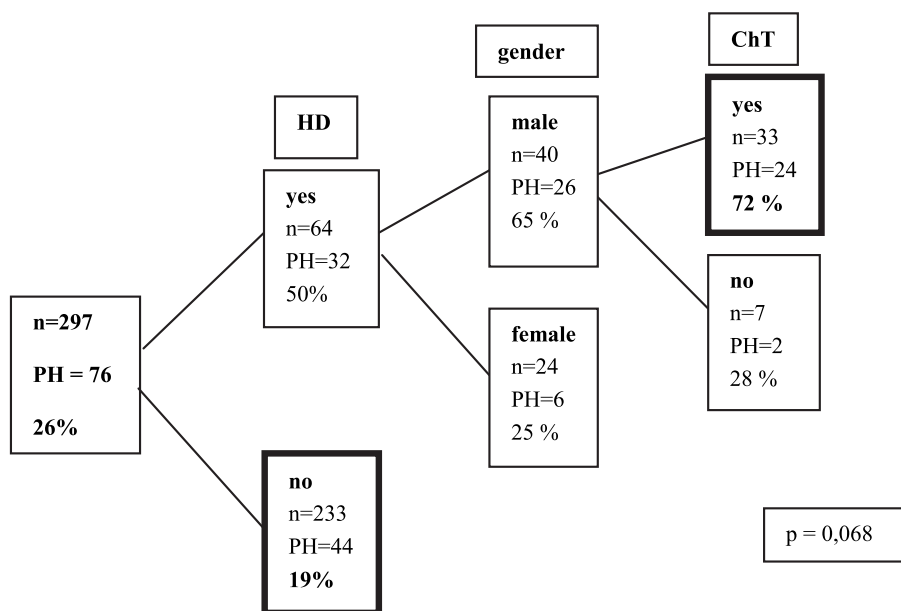 ChT
gender
HD
yes
n=33
PH=24
72 %
male
n=40
PH=26
65 %
yes
n=64
PH=32
50%
no
n=7
PH=2
28 %
n=297
PH = 76
26%
female
n=24
PH=6
25 %
no
n=233
PH=44
19%
p = 0,068